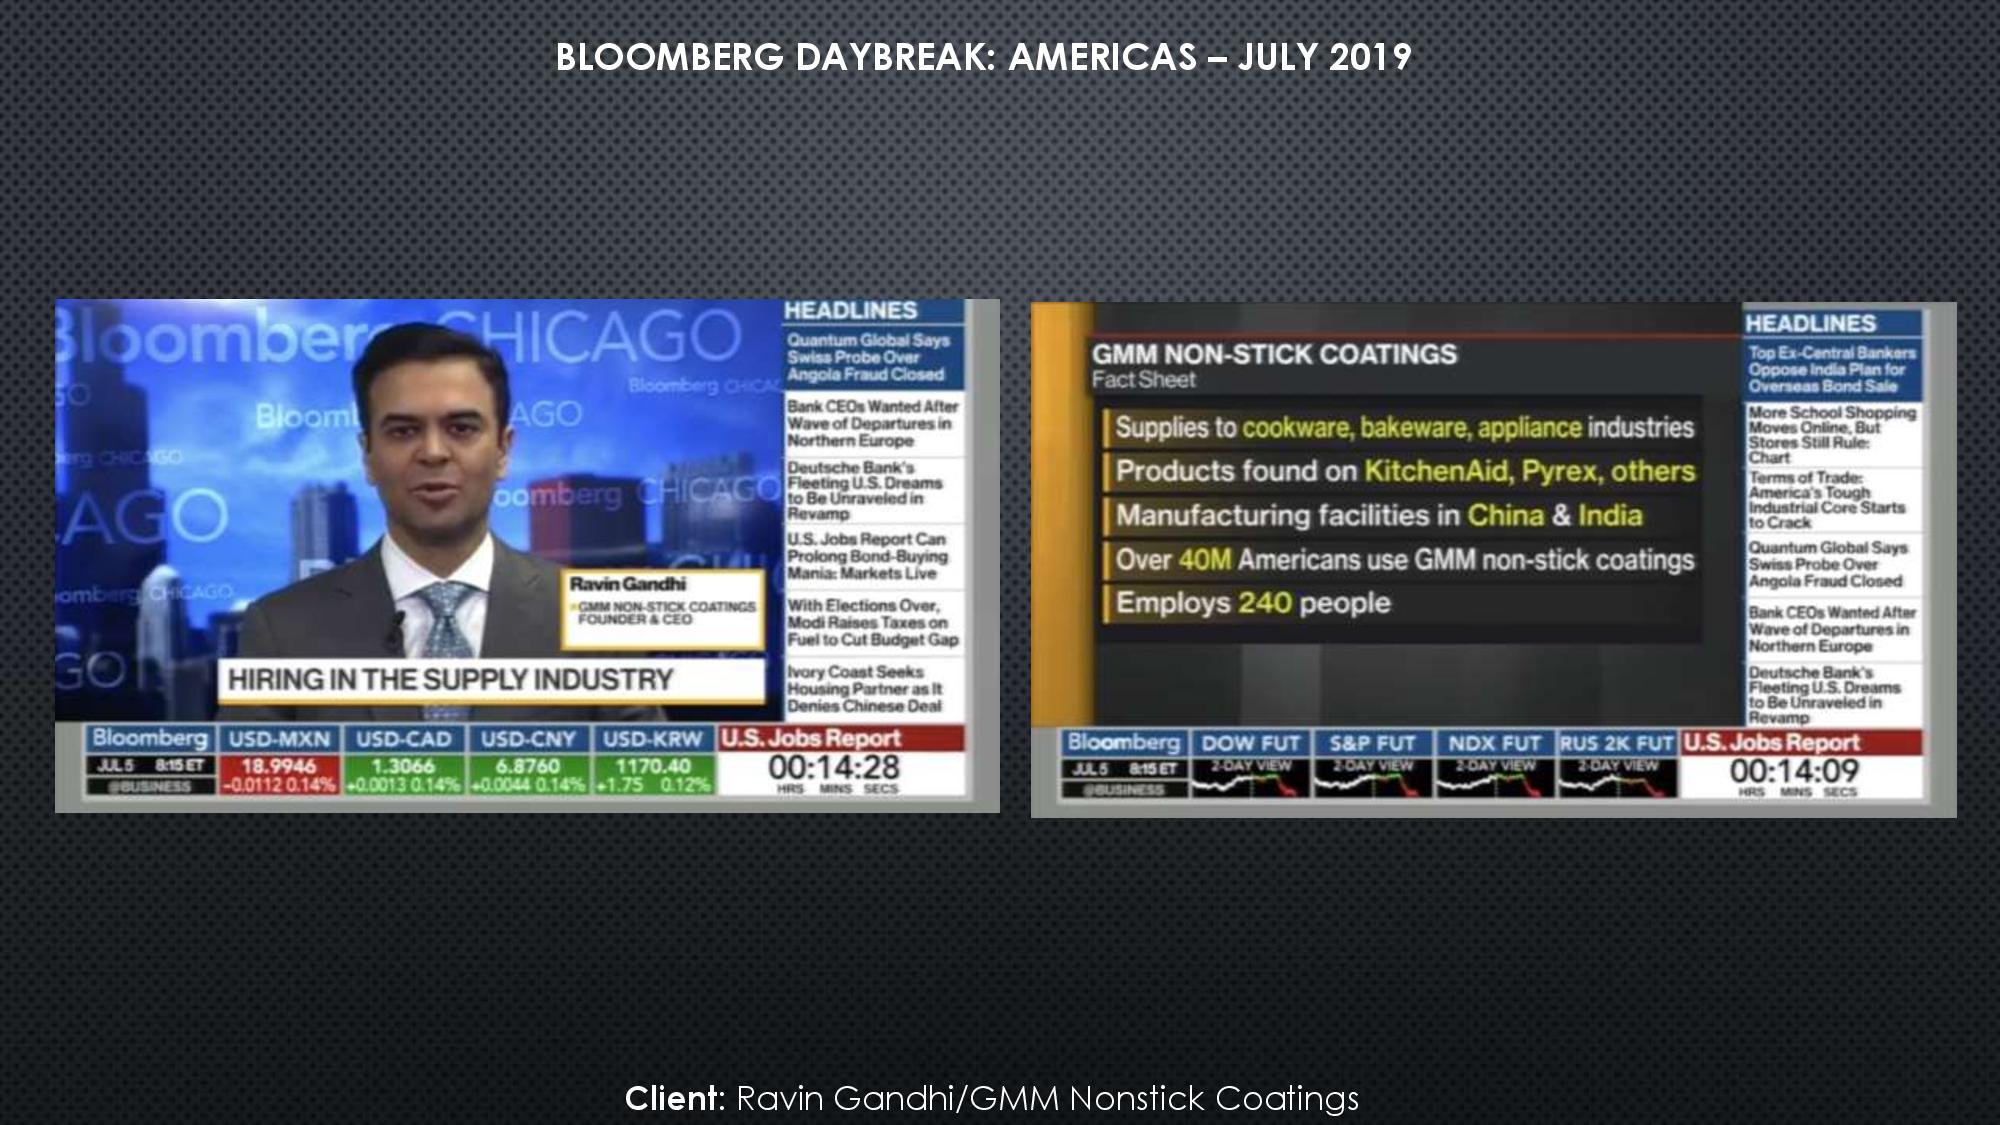 BLOOMBERG DAYBREAK: AMERICAS – JULY 2019
Bloomberg CHICAGO
GO
Bloomberg CHICAG
Bloom
AGO
berg CHICAGO
oomberg CHICAGO
AGO
omberg CHICAGO
GO
Ravin Gandhi
GMM NON-STICK COATINGS
FOUNDER & CEO
HIRING IN THE SUPPLY INDUSTRY
HEADLINES
Quantum Global Says
Swiss Probe Over
Angola Fraud Closed
Bank CEOs Wanted After
Wave of Departures in
Northern Europe
Deutsche Bank's
Fleeting U.S. Dreams
to Be Unraveled in
Revamp
U.S. Jobs Report Can
Prolong Bond-Buying
Mania: Markets Live
With Elections Over,
Modi Raises Taxes on
Fuel to Cut Budget Gap
Ivory Coast Seeks
Housing Partner as It
Denies Chinese Deal
Bloomberg USD-MXN USD-CAD USD-CNY USD-KRW U.S. Jobs Report
JUL 5 8:15 ET 18.9946 1.3066 6.8760 1170.40 00:14:28
@BUSINESS -0.0112 0.14% +0.0013 0.14% +0.0044 0.14% +1.75 0.12% HRS MINS SECS
GMM NON-STICK COATINGS
Fact Sheet
Supplies to cookware, bakeware, appliance industries
Products found on KitchenAid, Pyrex, others
Manufacturing facilities in China & India
Over 40M Americans use GMM non-stick coatings
Employs 240 people
HEADLINES
Top Ex-Central Bankers
Oppose India Plan for
Overseas Bond Sale
More School Shopping
Moves Online, But
Stores Still Rule:
Chart
Terms of Trade:
America's Tough
Industrial Core Starts
to Crack
Quantum Global Says
Swiss Probe Over
Angola Fraud Closed
Bank CEOs Wanted After
Wave of Departures in
Northern Europe
Deutsche Bank's
Fleeting U.S. Dreams
to Be Unraveled in
Revamp
Bloomberg DOW FUT S&P FUT NDX FUT RUS 2K FUT U.S. Jobs Report
JUL 5 8:15 ET 2-DAY VIEW 2-DAY VIEW 2-DAY VIEW 2-DAY VIEW 00:14:09
@BUSINESS HRS MINS SECS
Client: Ravin Gandhi/GMM Nonstick Coatings